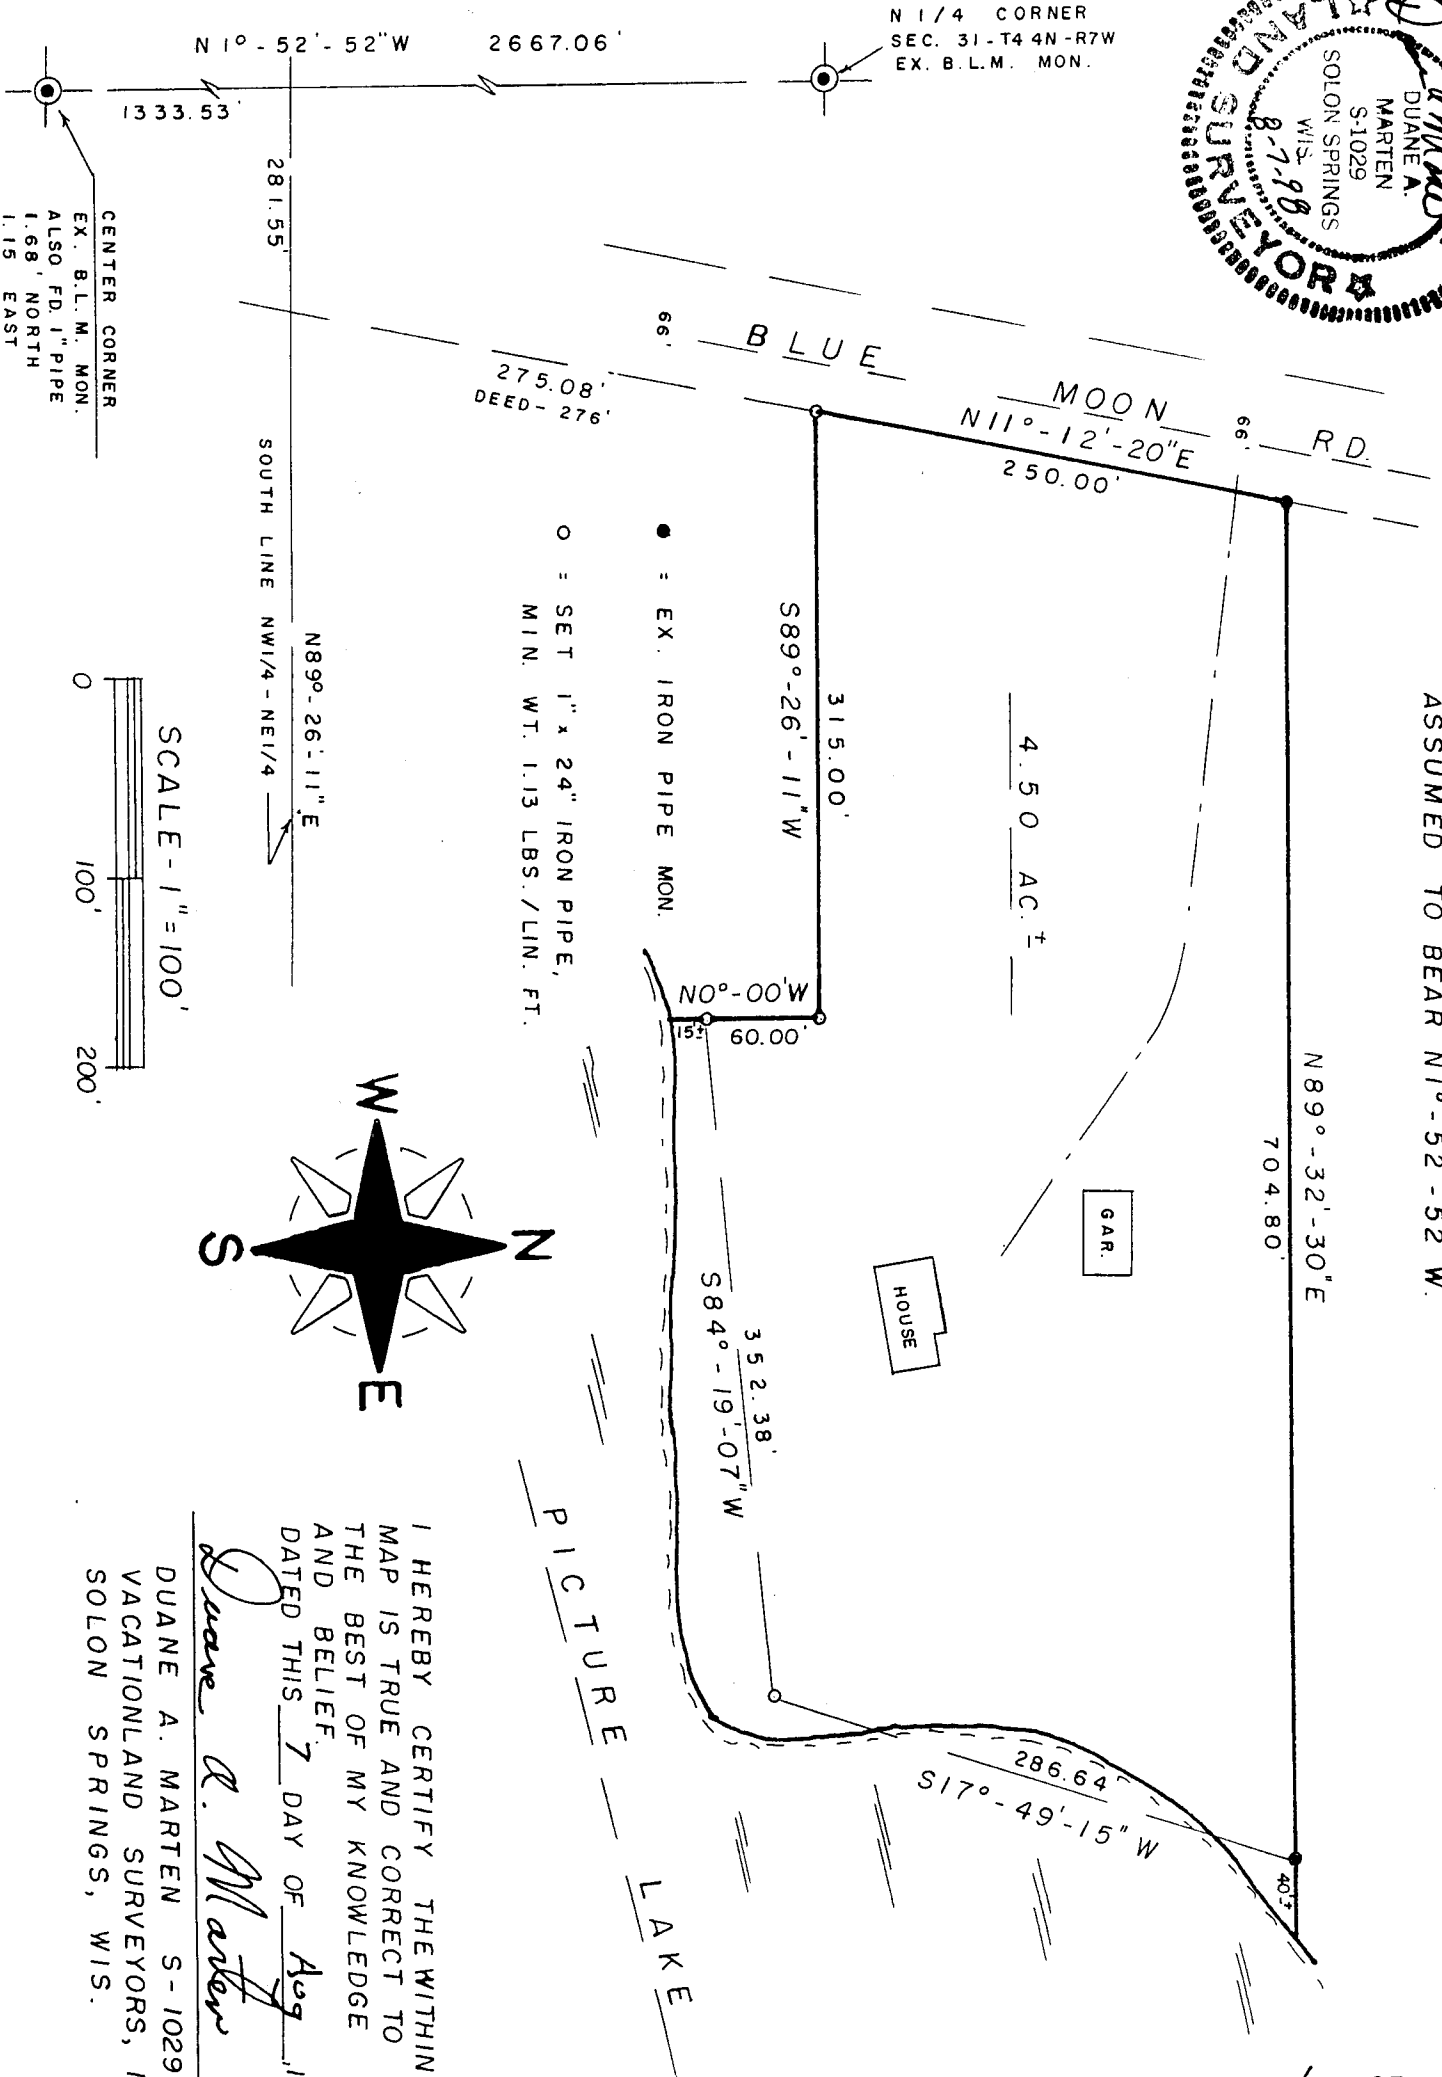 N 1/4 CORNER
SEC. 31-T44N-R7W
EX. B.L.M. MON.
N 1°-52'-52"W
2667.06'
1333.53'
CENTER CORNER
EX. B.L.M. MON.
ALSO FD. 1" PIPE
1.68' NORTH
1.15 EAST
DUANE A.
MARTEN
S-1029
SOLON SPRINGS
WIS.
8-7-98
LAND SURVEYOR
ASSUMED TO BEAR N1°-52'-52"W.
66'
BLUE MOON RD.
66'
N11°-12'-20"E
250.00'
275.08'
DEED- 276'
281.55'
N89°-26'-11"E
SOUTH LINE NW1/4-NE1/4
S89°-26'-11"W
315.00'
4.50 AC.±
N89°-32'-30"E
704.80'
GAR.
HOUSE
N0°-00'W
60.00'
15'±
352.38'
S84°-19'-07"W
286.64'
S17°-49'-15"W
40'±
PICTURE LAKE
● = EX. IRON PIPE MON.
○ = SET 1" x 24" IRON PIPE,
MIN. WT. 1.13 LBS./LIN. FT.
SCALE-1"=100'
0 100' 200'
N
W
E
S
I HEREBY CERTIFY THE WITHIN
MAP IS TRUE AND CORRECT TO
THE BEST OF MY KNOWLEDGE
AND BELIEF.
DATED THIS 7 DAY OF Aug ,1
Duane A. Marten
DUANE A. MARTEN S-1029
VACATIONLAND SURVEYORS, I
SOLON SPRINGS, WIS.